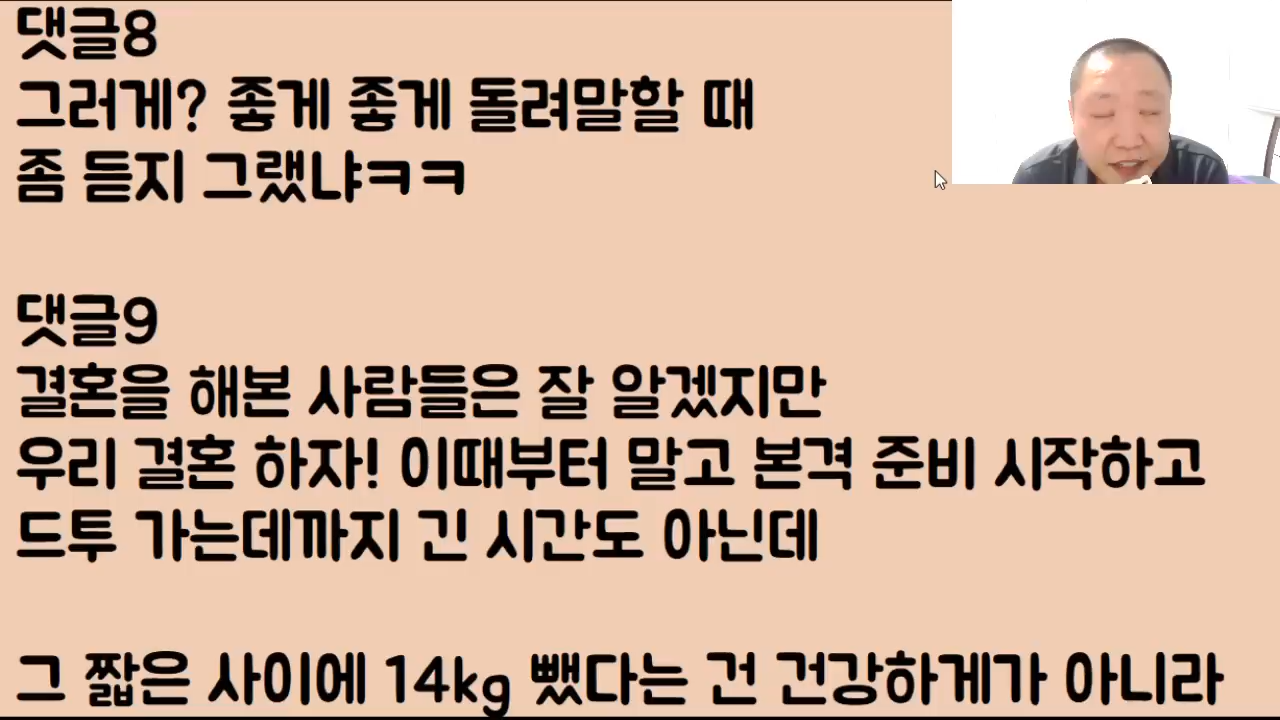 댓글8
그러게? 좋게 좋게 돌려말할 때
좀 듣지 그랬냐ㅋㅋ
댓글9
결혼을 해본 사람들은 잘 알겠지만
우리 결혼 하자! 이때부터 말고 본격 준비 시작하고
드투 가는데까지 긴 시간도 아닌데
그 짧은 사이에 14kg 뺐다는 건 건강하게가 아니라